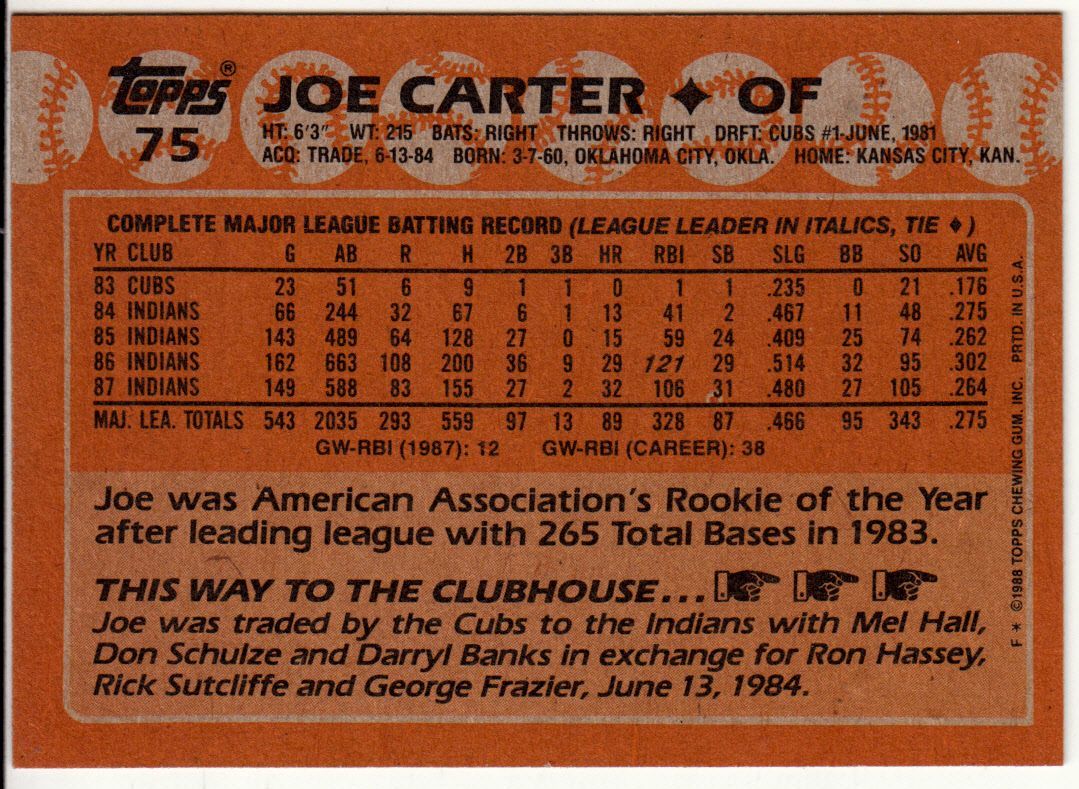 topps® JOE CARTER ♦ OF
75 HT: 6'3" WT: 215 BATS: RIGHT THROWS: RIGHT DRFT: CUBS #1-JUNE, 1981
ACQ: TRADE, 6-13-84 BORN: 3-7-60, OKLAHOMA CITY, OKLA. HOME: KANSAS CITY, KAN.
COMPLETE MAJOR LEAGUE BATTING RECORD (LEAGUE LEADER IN ITALICS, TIE ♦)
YR CLUB G AB R H 2B 3B HR RBI SB SLG BB SO AVG
83 CUBS 23 51 6 9 1 1 0 1 1 .235 0 21 .176
84 INDIANS 66 244 32 67 6 1 13 41 2 .467 11 48 .275
85 INDIANS 143 489 64 128 27 0 15 59 24 .409 25 74 .262
86 INDIANS 162 663 108 200 36 9 29 121 29 .514 32 95 .302
87 INDIANS 149 588 83 155 27 2 32 106 31 .480 27 105 .264
MAJ. LEA. TOTALS 543 2035 293 559 97 13 89 328 87 .466 95 343 .275
GW-RBI (1987): 12 GW-RBI (CAREER): 38
Joe was American Association's Rookie of the Year
after leading league with 265 Total Bases in 1983.
THIS WAY TO THE CLUBHOUSE...
Joe was traded by the Cubs to the Indians with Mel Hall,
Don Schulze and Darryl Banks in exchange for Ron Hassey,
Rick Sutcliffe and George Frazier, June 13, 1984.
F * ©1988 TOPPS CHEWING GUM, INC. PRTD. IN U.S.A.